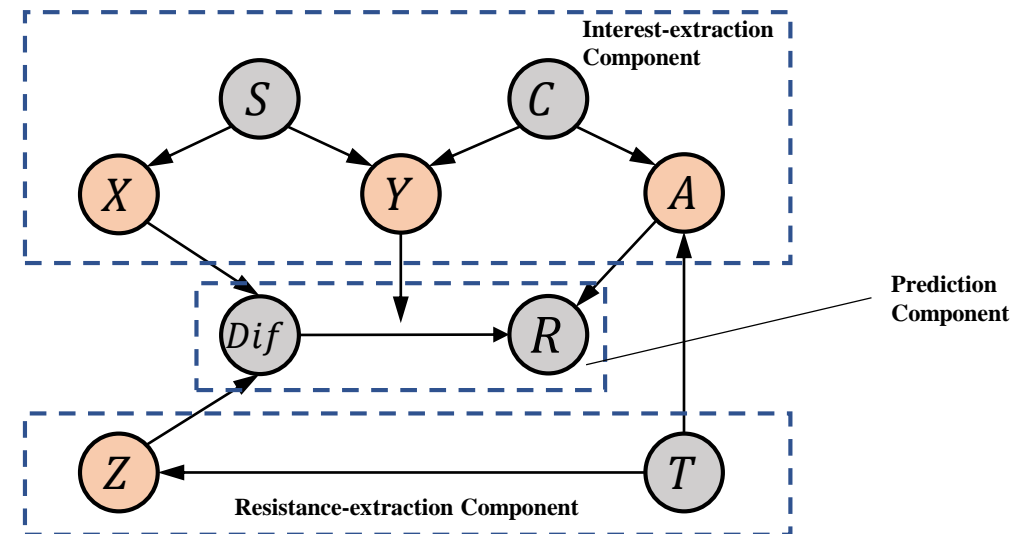 Interest-extraction
Component
S
C
X
Y
A
Prediction
Component
Dif
R
Z
T
Resistance-extraction Component